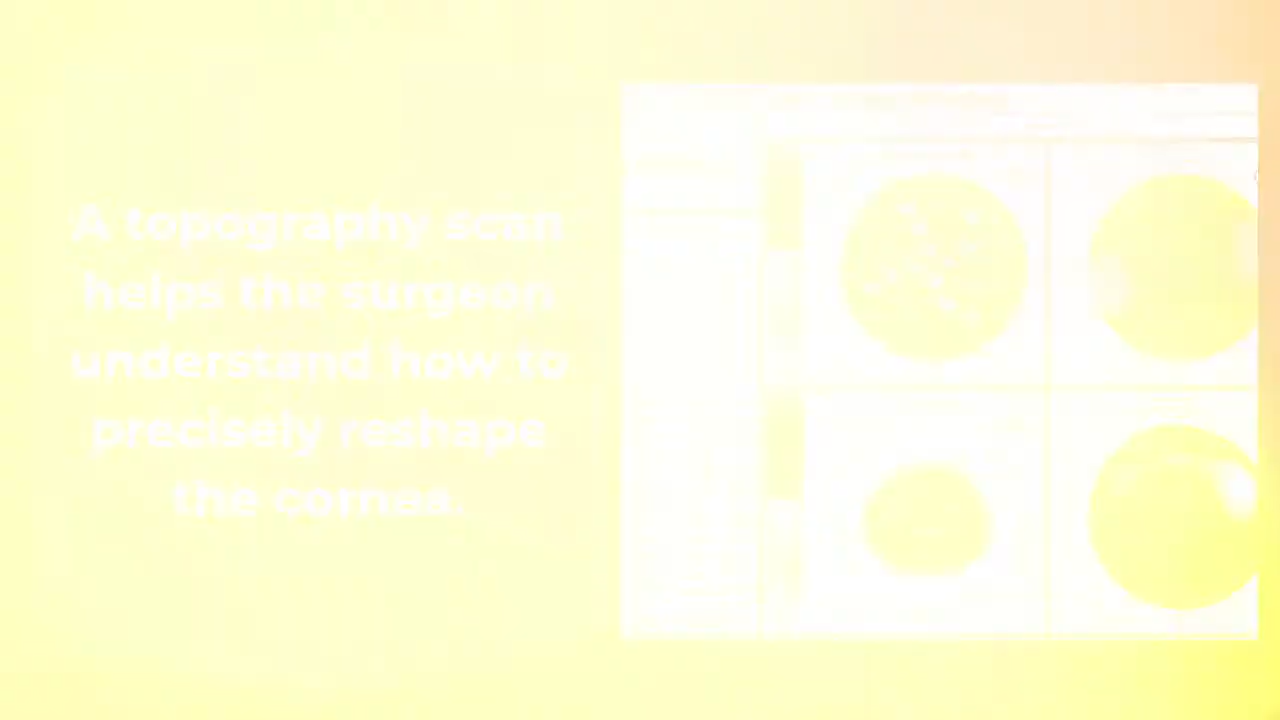 A topography scan
helps the surgeon
understand how to
precisely reshape
the cornea.